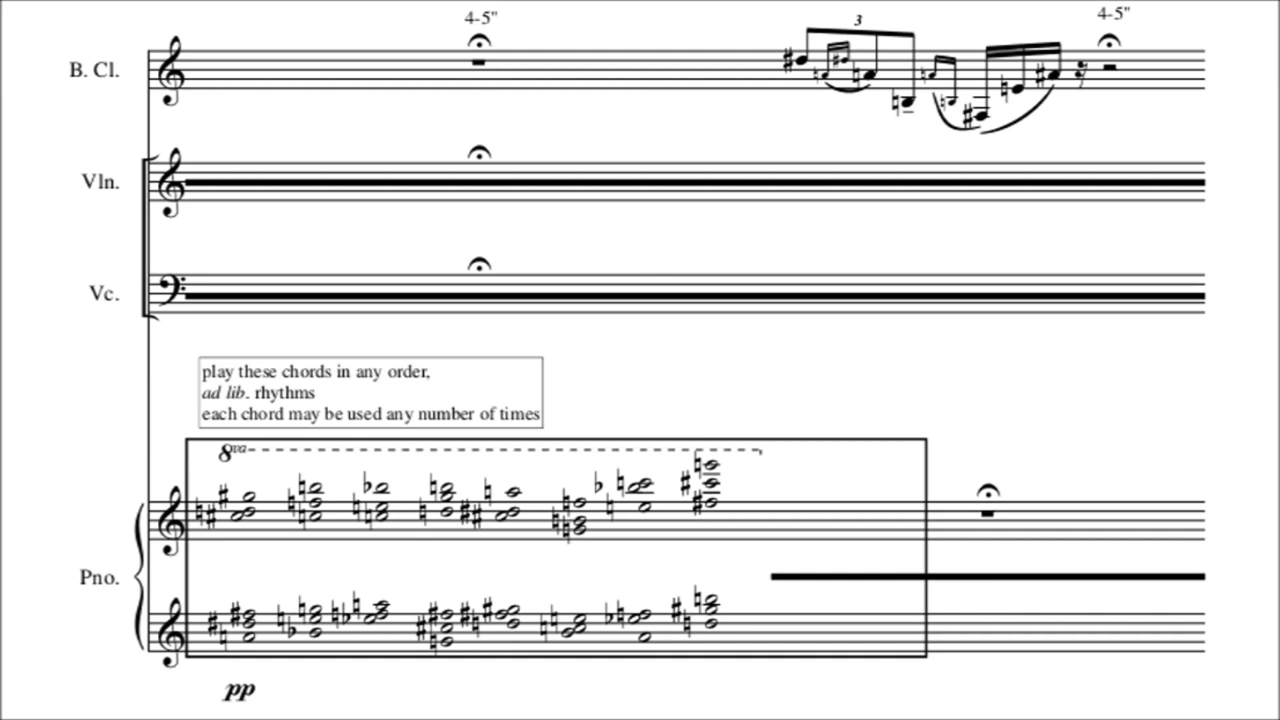 4-5"
4-5"
3
B. Cl.
Vln.
Vc.
play these chords in any order,
ad lib. rhythms
each chord may be used any number of times
8va
Pno.
pp